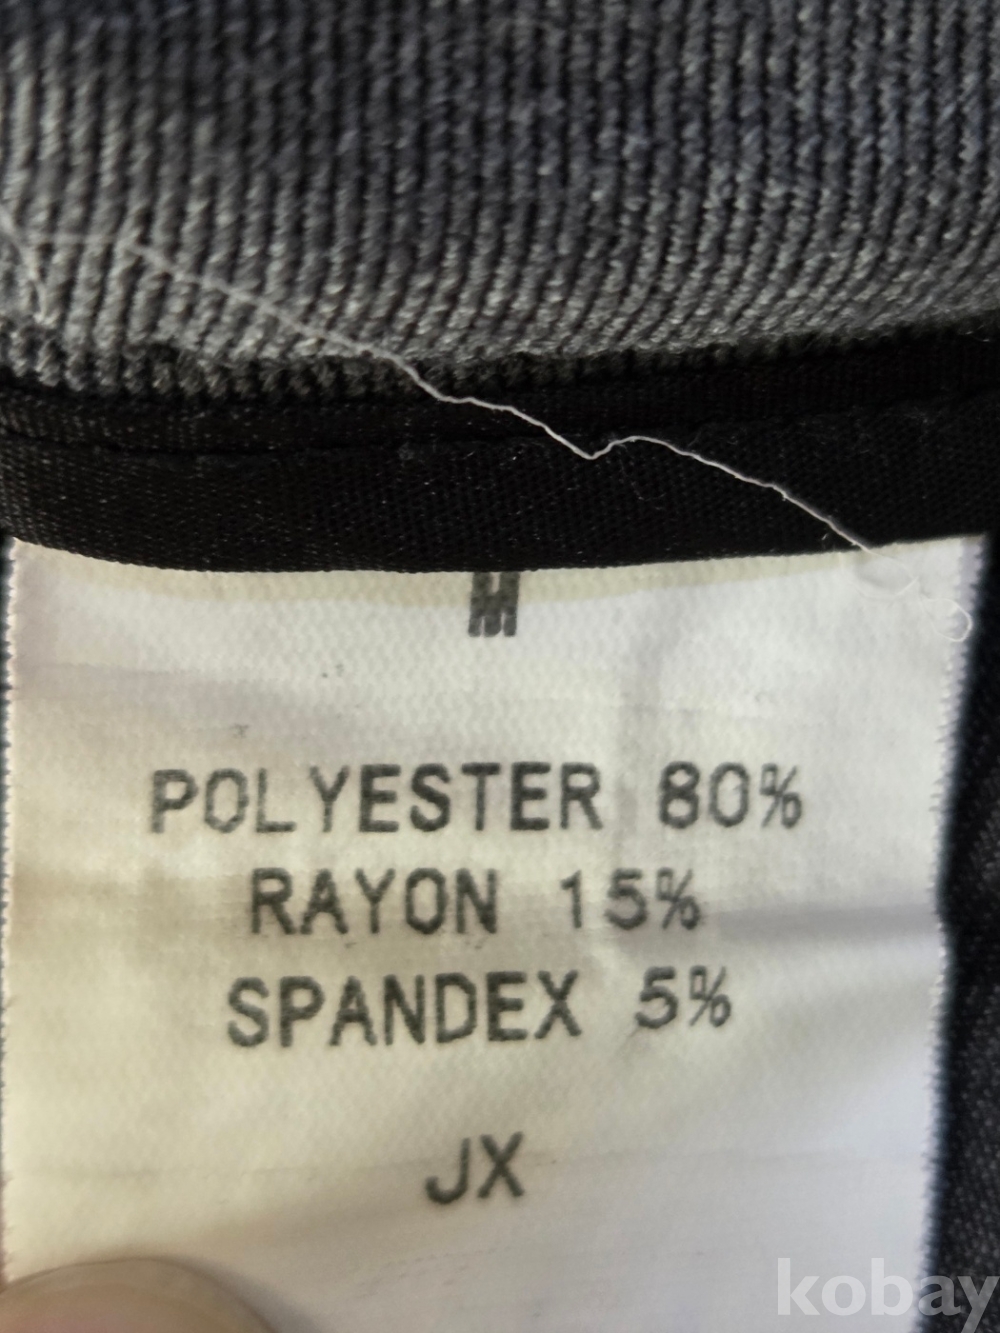 M
POLYESTER 80%
RAYON 15%
SPANDEX 5%
JX
kobay